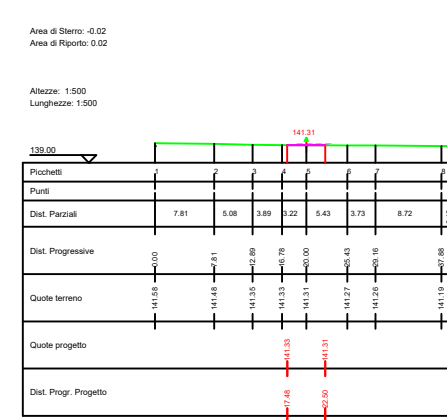 Area di Sterro: -0.02
Area di Riporto: 0.02
Altezze: 1:500
Lunghezze: 1:500
141.31
139.00
Picchetti 1 2 3 4 5 6 7 8
Punti
Dist. Parziali 7.81 5.08 3.89 3.22 5.43 3.73 8.72
Dist. Progressive 0.00 7.81 12.89 16.78 20.00 25.43 29.16 37.88
Quote terreno 141.58 141.48 141.35 141.33 141.31 141.27 141.26 141.19
Quote progetto 141.33 141.31
Dist. Progr. Progetto 17.48 22.50